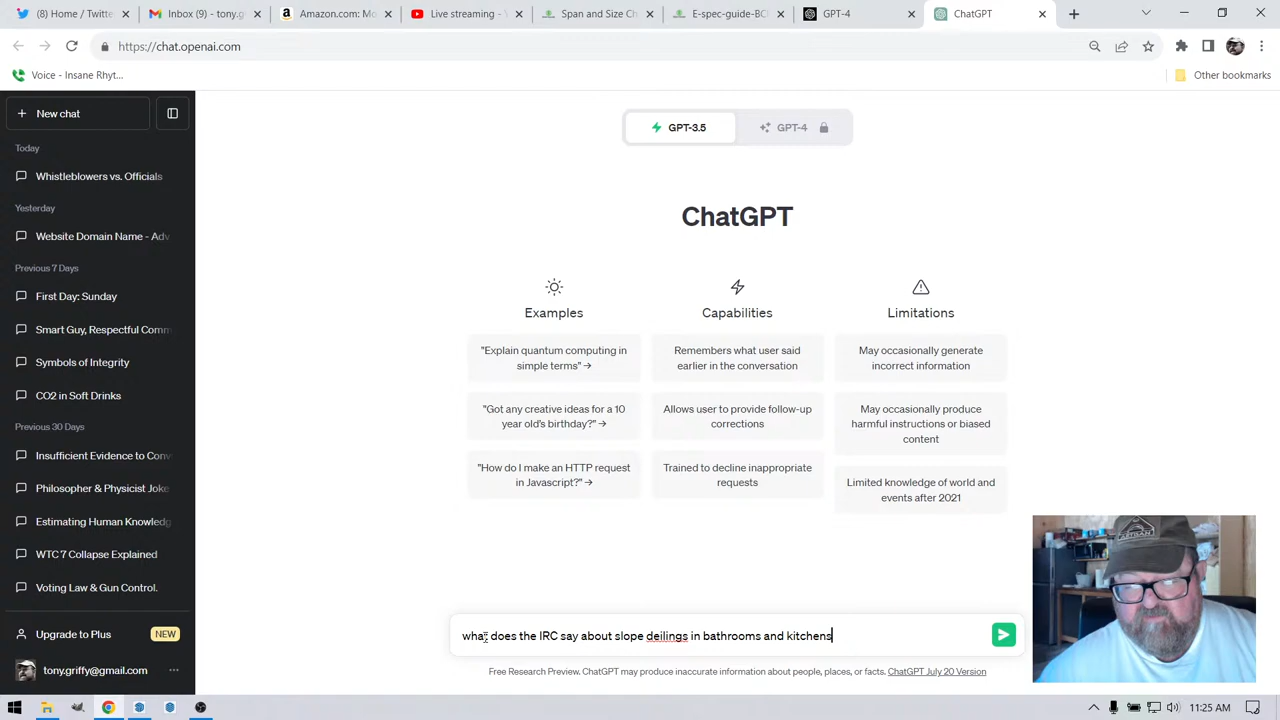 Twitter
Inbox (9) - tony.g
Amazon.com: Mo
Live streaming - Y
Span and Size Ch
E-spec-guide-BCI
GPT-4
ChatGPT
https://chat.openai.com
Voice - Insane Rhyt...
Other bookmarks
New chat
Today
Whistleblowers vs. Officials
Yesterday
Website Domain Name - Adv
Previous 7 Days
First Day: Sunday
Smart Guy, Respectful Comm
Symbols of Integrity
CO2 in Soft Drinks
Previous 30 Days
Insufficient Evidence to Conv
Philosopher & Physicist Joke
Estimating Human Knowledg
WTC 7 Collapse Explained
Voting Law & Gun Control.
Upgrade to Plus
NEW
tony.griffy@gmail.com
GPT-3.5
GPT-4
ChatGPT
Examples
"Explain quantum computing in
simple terms" →
"Got any creative ideas for a 10
year old's birthday?" →
"How do I make an HTTP request
in Javascript?" →
Capabilities
Remembers what user said
earlier in the conversation
Allows user to provide follow-up
corrections
Trained to decline inappropriate
requests
Limitations
May occasionally generate
incorrect information
May occasionally produce
harmful instructions or biased
content
Limited knowledge of world and
events after 2021
what does the IRC say about slope deilings in bathrooms and kitchens
Free Research Preview. ChatGPT may produce inaccurate information about people, places, or facts. ChatGPT July 20 Version
11:25 AM